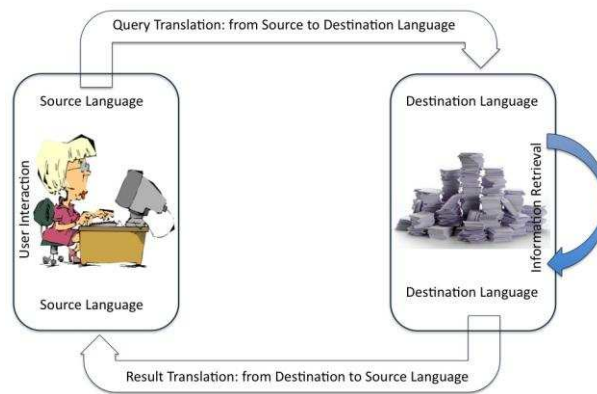 Query Translation: from Source to Destination Language
Source Language
Destination Language
User Interaction
Information Retrieval
Source Language
Destination Language
Result Translation: from Destination to Source Language